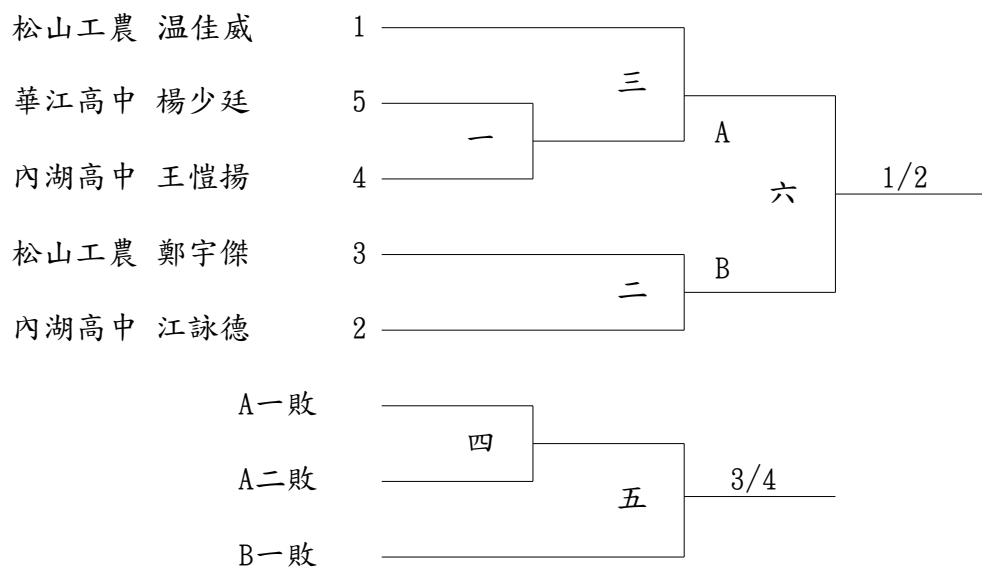 松山工農 温佳威 1
三
華江高中 楊少廷 5
一
A
內湖高中 王愷揚 4
六
1/2
松山工農 鄭宇傑 3
B
二
內湖高中 江詠德 2
A一敗
四
A二敗
3/4
五
B一敗